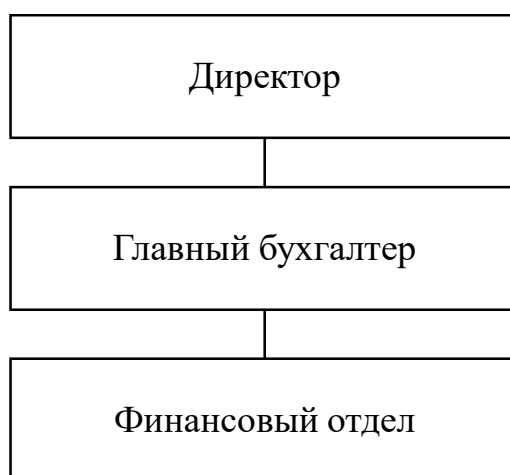 Директор
Главный бухгалтер
Финансовый отдел